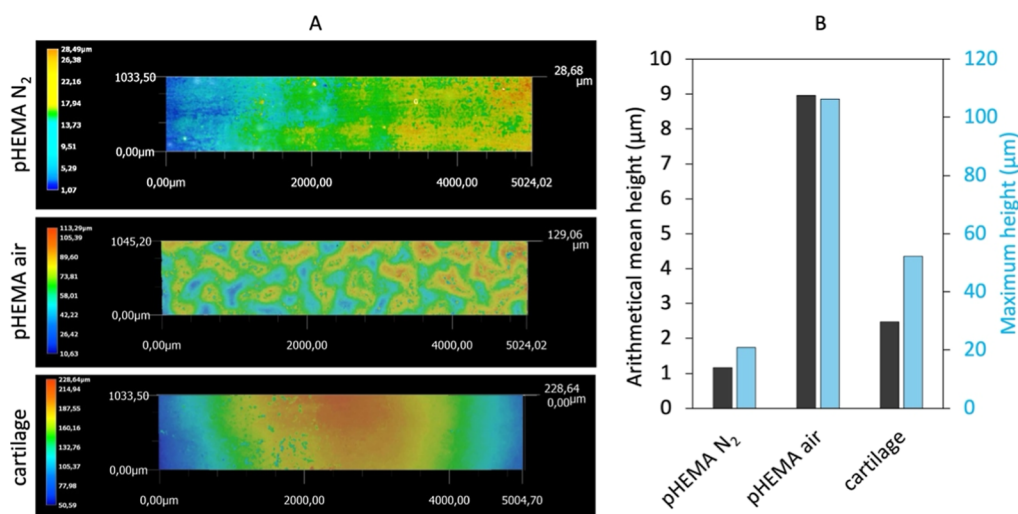 A
pHEMA N2
28,49µm
26,38
22,16
17,94
13,73
9,51
5,29
1,07
1033,50
0,00µm
28,68
µm
0,00µm
2000,00
4000,00
5024,02
pHEMA air
113,29µm
105,39
89,60
73,81
58,01
42,22
26,42
10,63
1045,20
0,00µm
129,06
µm
0,00µm
2000,00
4000,00
5024,02
cartilage
228,64µm
214,94
187,55
160,16
132,76
105,37
77,98
50,59
1033,50
0,00µm
228,64
0,00µm
0,00µm
2000,00
4000,00
5004,70
B
Arithmetical mean height (µm)
10
9
8
7
6
5
4
3
2
1
0
120
100
80
60
40
20
0
Maximum height (µm)
pHEMA N2
pHEMA air
cartilage